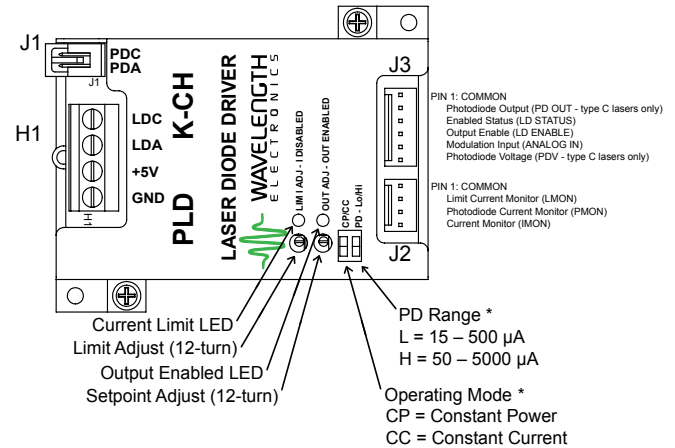 J1
PDC
PDA
J1
H1
LDC
LDA
+5V
GND
H1
PLD K-CH
LASER DIODE DRIVER
WAVELENGTH
ELECTRONICS
LIM ADJ - I DISABLED
OUT ADJ - OUT ENABLED
CP/CC
PD - Lo/Hi
J3
PIN 1: COMMON
Photodiode Output (PD OUT - type C lasers only)
Enabled Status (LD STATUS)
Output Enable (LD ENABLE)
Modulation Input (ANALOG IN)
Photodiode Voltage (PDV - type C lasers only)
PIN 1: COMMON
Limit Current Monitor (LMON)
Photodiode Current Monitor (PMON)
Current Monitor (IMON)
J2
Current Limit LED
Limit Adjust (12-turn)
Output Enabled LED
Setpoint Adjust (12-turn)
PD Range *
L = 15 – 500 µA
H = 50 – 5000 µA
Operating Mode *
CP = Constant Power
CC = Constant Current